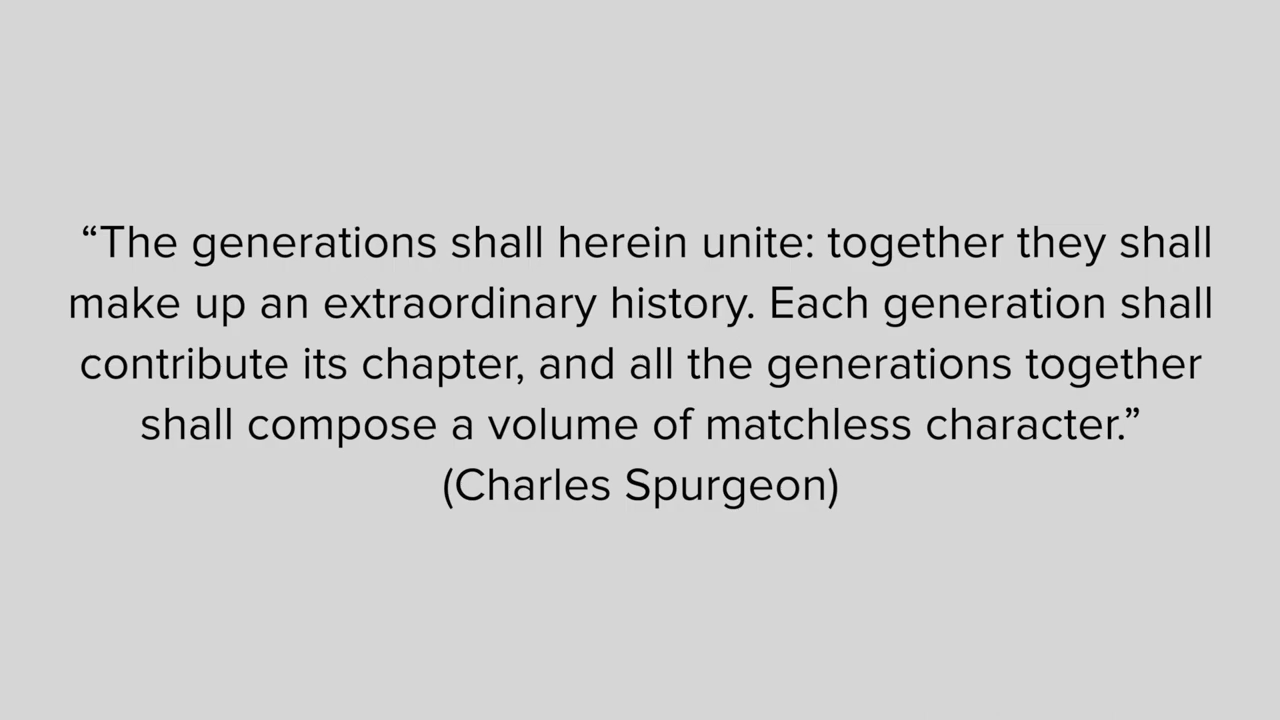 “The generations shall herein unite: together they shall
make up an extraordinary history. Each generation shall
contribute its chapter, and all the generations together
shall compose a volume of matchless character.”
(Charles Spurgeon)